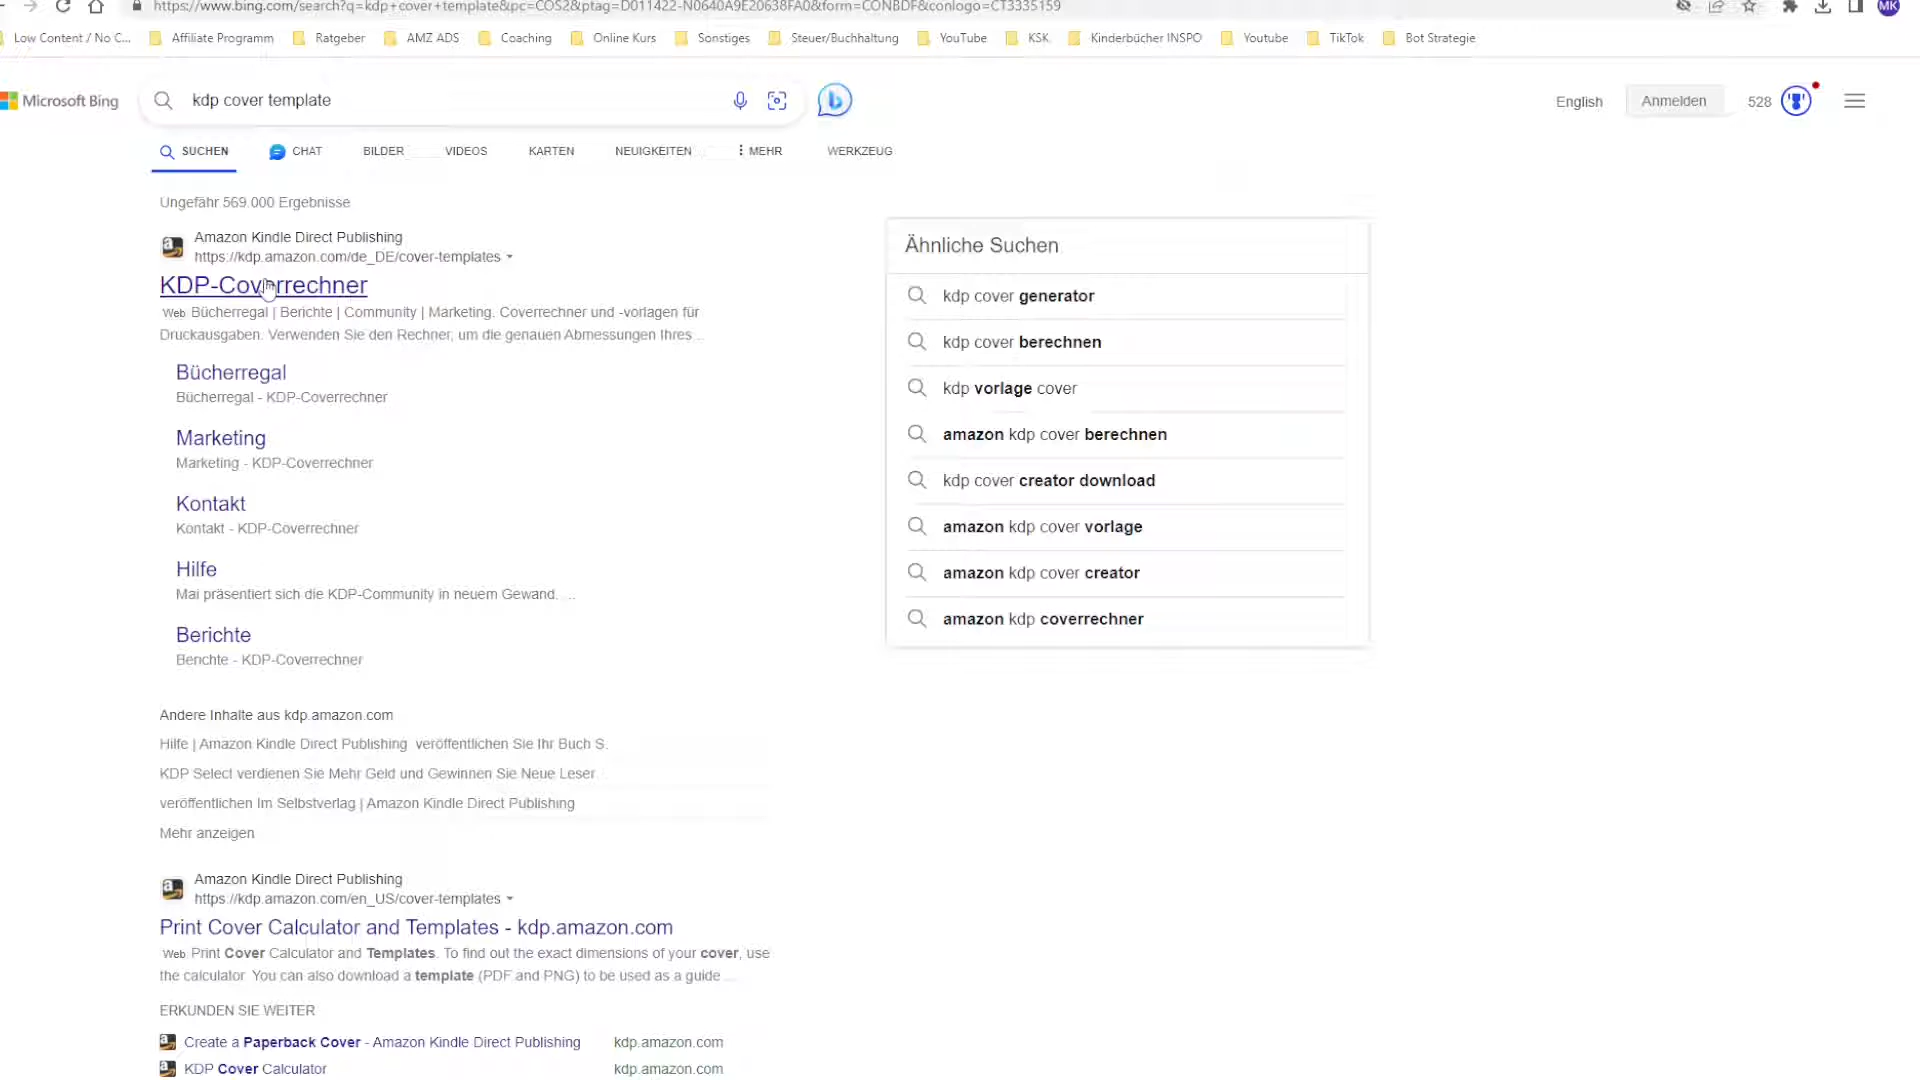 https://www.bing.com/search?q=kdp+cover+template&pc=COS2&ptag=D011422-N0640A9E20638FA0&form=CONBDF&conlogo=CT3335159
MK
Low Content / No C...
Affiliate Programm
Ratgeber
AMZ ADS
Coaching
Online Kurs
Sonstiges
Steuer/Buchhaltung
YouTube
KSK
Kinderbücher INSPO
Youtube
TikTok
Bot Strategie
Microsoft Bing
kdp cover template
English
Anmelden
528
SUCHEN
CHAT
BILDER
VIDEOS
KARTEN
NEUIGKEITEN
MEHR
WERKZEUG
Ungefähr 569.000 Ergebnisse
Amazon Kindle Direct Publishing
https://kdp.amazon.com/de_DE/cover-templates
KDP-Coverrechner
Web Bücherregal | Berichte | Community | Marketing. Coverrechner und -vorlagen für
Druckausgaben. Verwenden Sie den Rechner, um die genauen Abmessungen Ihres ...
Bücherregal
Bücherregal - KDP-Coverrechner
Marketing
Marketing - KDP-Coverrechner
Kontakt
Kontakt - KDP-Coverrechner
Hilfe
Mai präsentiert sich die KDP-Community in neuem Gewand. ...
Berichte
Berichte - KDP-Coverrechner
Andere Inhalte aus kdp.amazon.com
Hilfe | Amazon Kindle Direct Publishing veröffentlichen Sie Ihr Buch S.
KDP Select verdienen Sie Mehr Geld und Gewinnen Sie Neue Leser
veröffentlichen Im Selbstverlag | Amazon Kindle Direct Publishing
Mehr anzeigen
Amazon Kindle Direct Publishing
https://kdp.amazon.com/en_US/cover-templates
Print Cover Calculator and Templates - kdp.amazon.com
Web Print Cover Calculator and Templates. To find out the exact dimensions of your cover, use
the calculator You can also download a template (PDF and PNG) to be used as a guide ...
ERKUNDEN SIE WEITER
Create a Paperback Cover - Amazon Kindle Direct Publishing kdp.amazon.com
KDP Cover Calculator kdp.amazon.com
Ähnliche Suchen
kdp cover generator
kdp cover berechnen
kdp vorlage cover
amazon kdp cover berechnen
kdp cover creator download
amazon kdp cover vorlage
amazon kdp cover creator
amazon kdp coverrechner